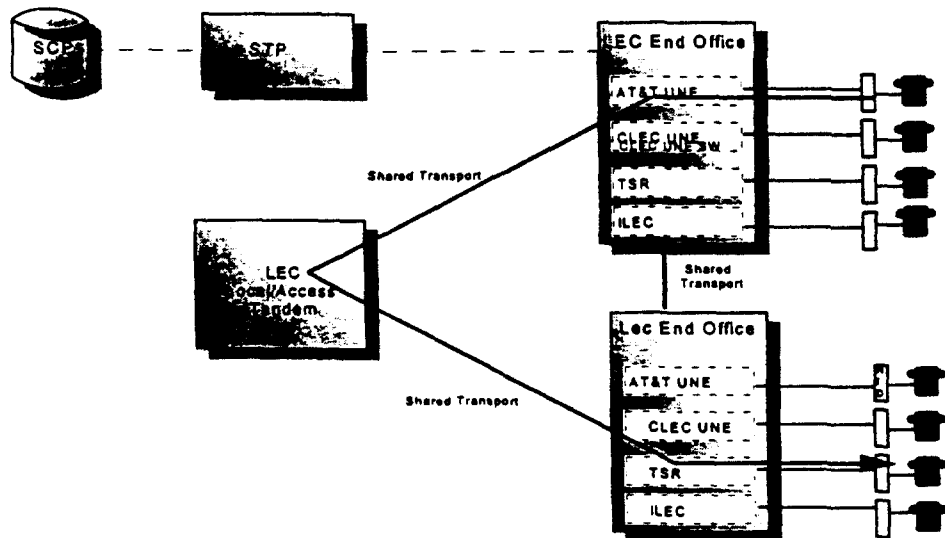 SCPs
STP
LEC End Office
AT&T UNE
CLEC UNE
CLEC UNE SW
TSR
ILEC
Shared Transport
LEC
Local/Access
Tandem
Shared
Transport
Lec End Office
Shared Transport
AT&T UNE
CLEC UNE
TSR
ILEC